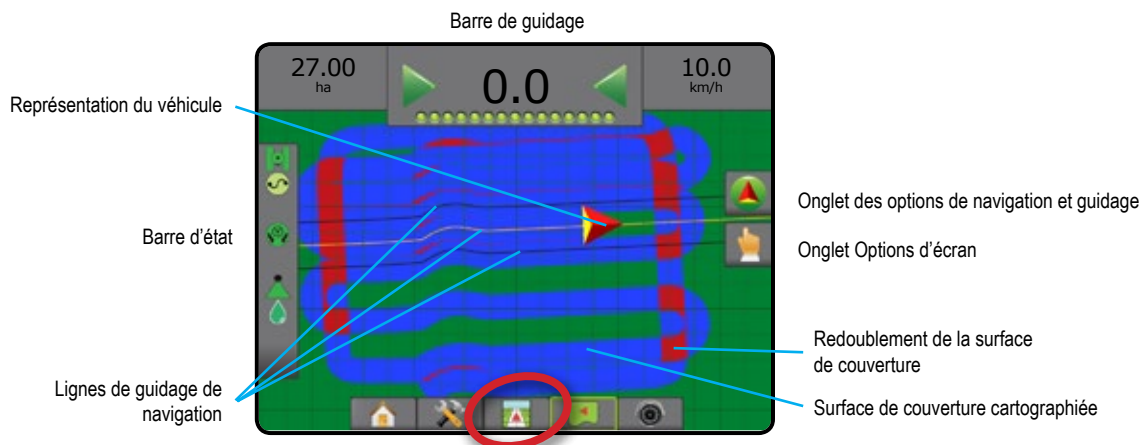 Barre de guidage
27.00
ha
0.0
10.0
km/h
Représentation du véhicule
Onglet des options de navigation et guidage
Barre d’état
Onglet Options d’écran
Redoublement de la surface
de couverture
Lignes de guidage de
navigation
Surface de couverture cartographiée